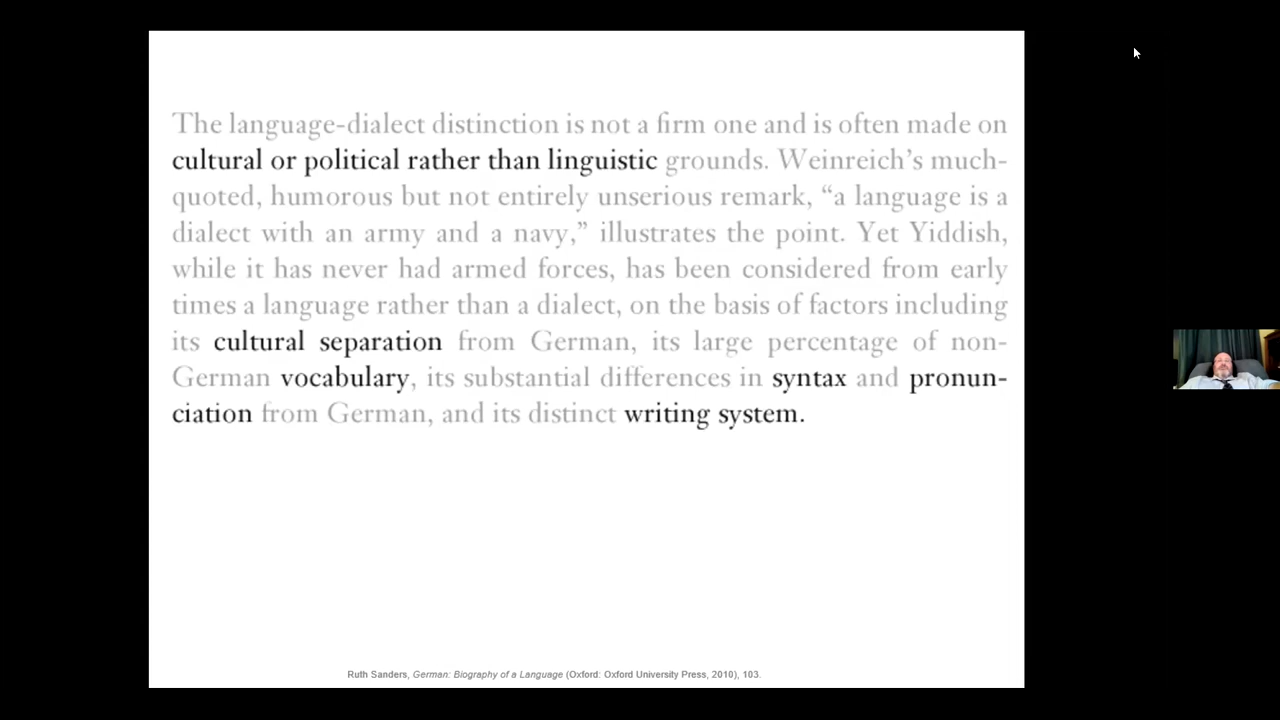 The language-dialect distinction is not a firm one and is often made on
cultural or political rather than linguistic grounds. Weinreich’s much-
quoted, humorous but not entirely unserious remark, “a language is a
dialect with an army and a navy,” illustrates the point. Yet Yiddish,
while it has never had armed forces, has been considered from early
times a language rather than a dialect, on the basis of factors including
its cultural separation from German, its large percentage of non-
German vocabulary, its substantial differences in syntax and pronun-
ciation from German, and its distinct writing system.
Ruth Sanders, German: Biography of a Language (Oxford: Oxford University Press, 2010), 103.